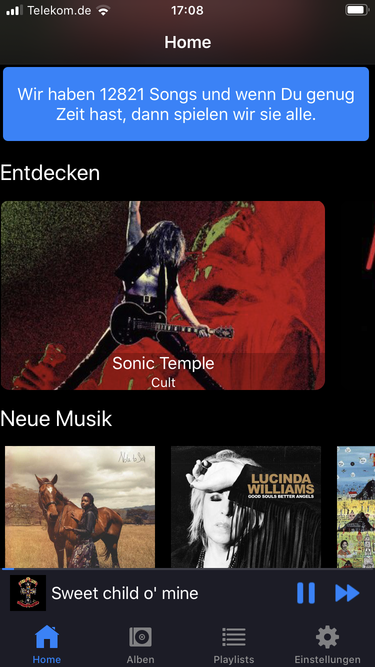 Telekom.de 17:08
Home
Wir haben 12821 Songs und wenn Du genug
Zeit hast, dann spielen wir sie alle.
Entdecken
Sonic Temple
Cult
Neue Musik
LUCINDA
WILLIAMS
GOOD SOULS BETTER ANGELS
Sweet child o' mine
Home Alben Playlists Einstellungen